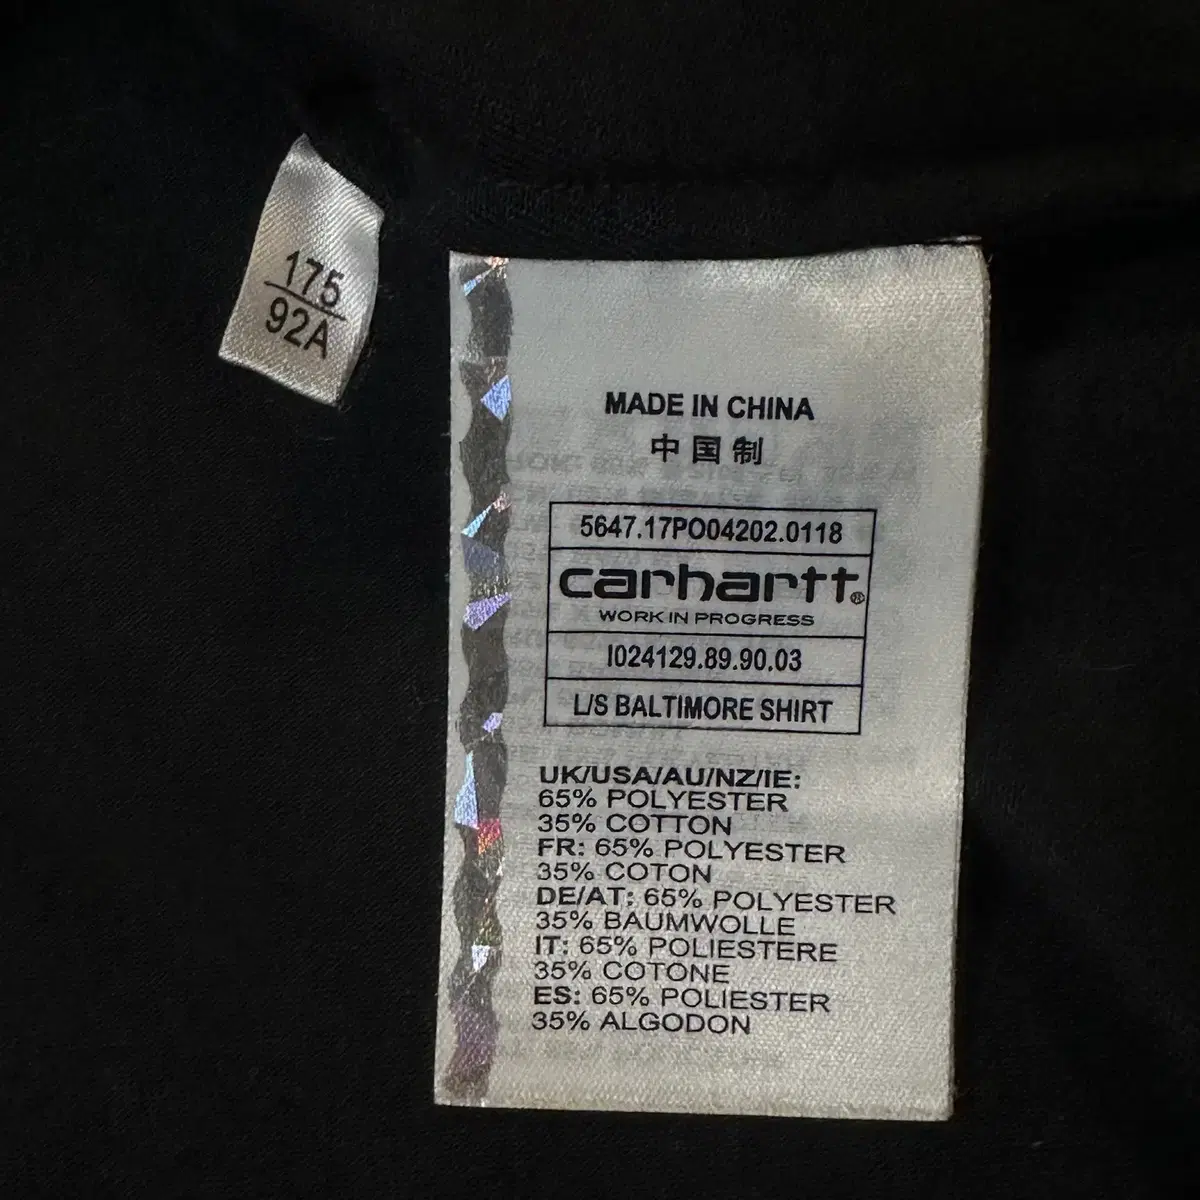 175
92A
MADE IN CHINA
中国制
5647.17PO04202.0118
carhartt®
WORK IN PROGRESS
I024129.89.90.03
L/S BALTIMORE SHIRT
UK/USA/AU/NZ/IE:
65% POLYESTER
35% COTTON
FR: 65% POLYESTER
35% COTON
DE/AT: 65% POLYESTER
35% BAUMWOLLE
IT: 65% POLIESTERE
35% COTONE
ES: 65% POLIESTER
35% ALGODON